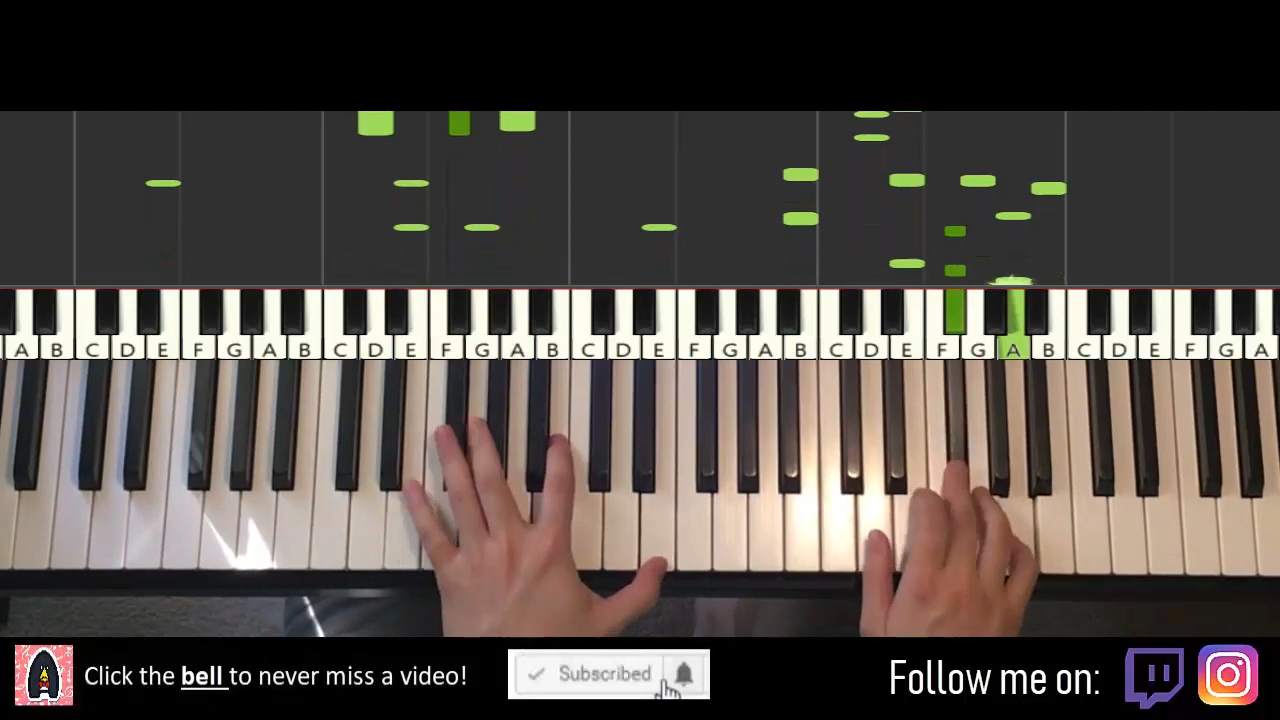 A B C D E F G A B C D E F G A B C D E F G A B C D E F G A B C D E F G A
Click the bell to never miss a video!
Subscribed
Follow me on: